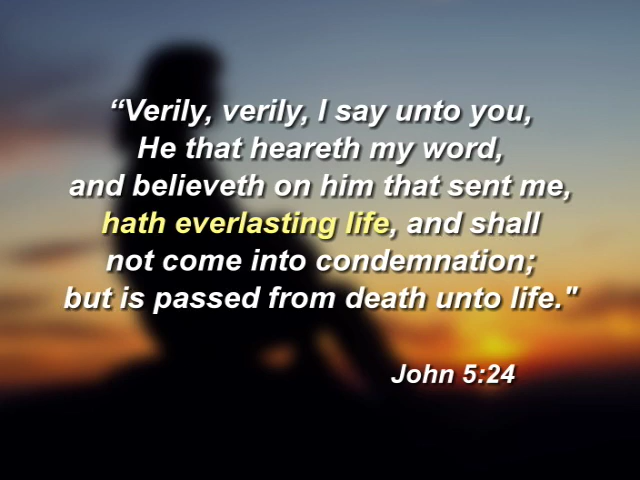 “Verily, verily, I say unto you,
He that heareth my word,
and believeth on him that sent me,
hath everlasting life, and shall
not come into condemnation;
but is passed from death unto life."
John 5:24